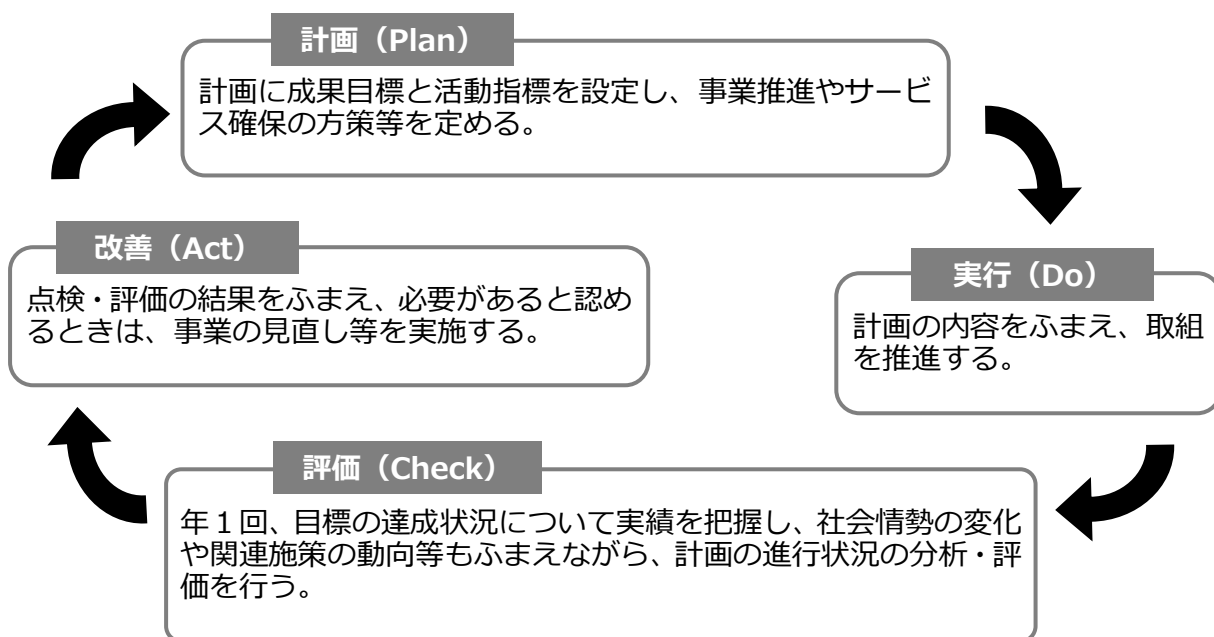 計画（Plan）
計画に成果目標と活動指標を設定し、事業推進やサービ
ス確保の方策等を定める。
実行（Do）
計画の内容をふまえ、取組
を推進する。
評価（Check）
年１回、目標の達成状況について実績を把握し、社会情勢の変化
や関連施策の動向等もふまえながら、計画の進行状況の分析・評
価を行う。
改善（Act）
点検・評価の結果をふまえ、必要があると認め
るときは、事業の見直し等を実施する。